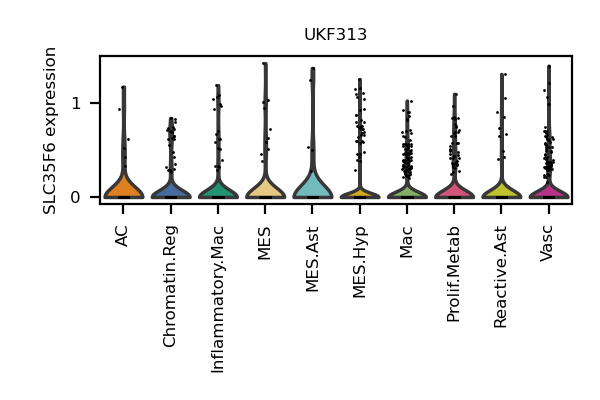 UKF313
SLC35F6 expression
1
0
AC
Chromatin.Reg
Inflammatory.Mac
MES
MES.Ast
MES.Hyp
Mac
Prolif.Metab
Reactive.Ast
Vasc